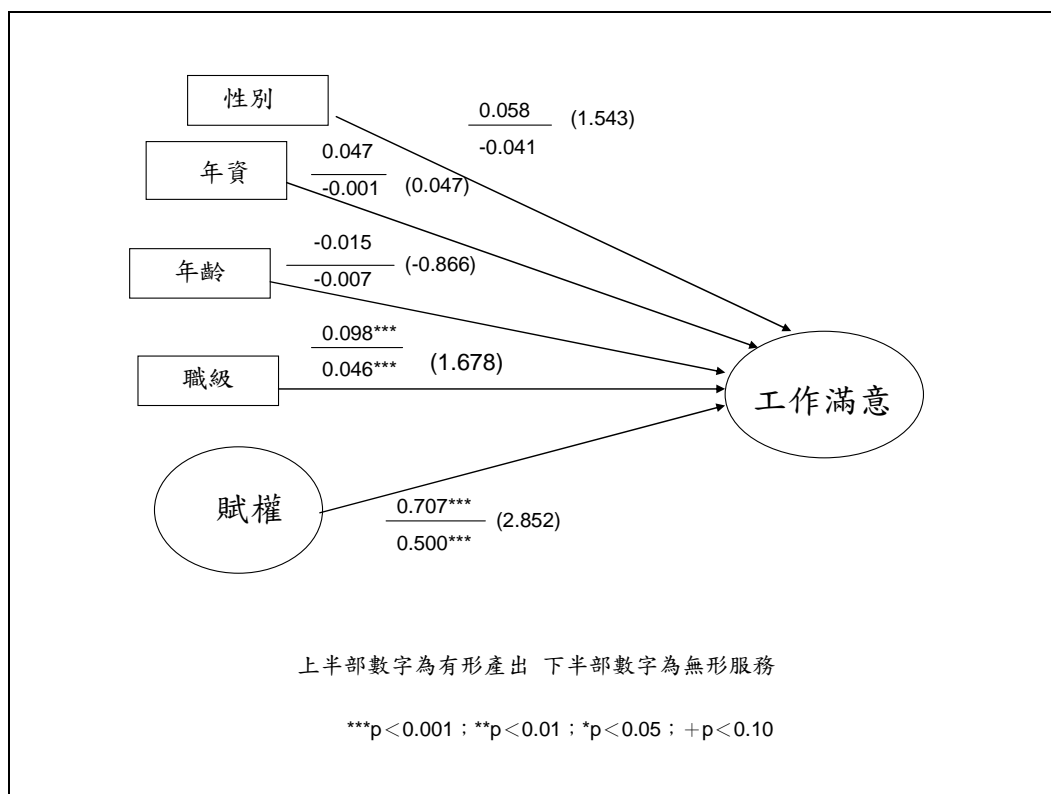 性別
0.058
(1.543)
-0.041
年資
0.047
-0.001
(0.047)
年齡
-0.015
(-0.866)
-0.007
職級
0.098***
0.046***
(1.678)
工作滿意
賦權
0.707***
(2.852)
0.500***
上半部數字為有形產出 下半部數字為無形服務
***p＜0.001；**p＜0.01；*p＜0.05；＋p＜0.10